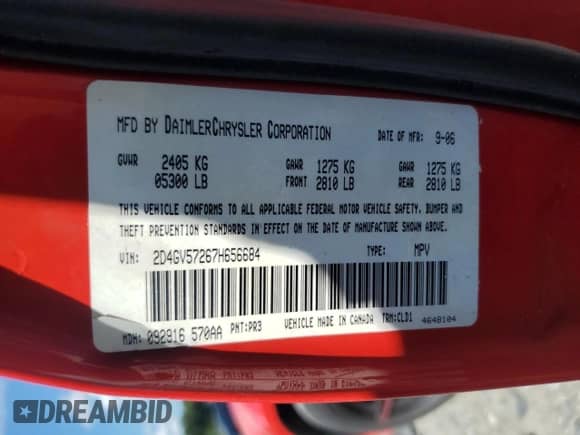 MFD BY DAIMLERCHRYSLER CORPORATION DATE OF MFR: 9-06
GVWR 2405 KG GAWR 1275 KG GAWR 1275 KG
05300 LB FRONT 2810 LB REAR 2810 LB
THIS VEHICLE CONFORMS TO ALL APPLICABLE FEDERAL MOTOR VEHICLE SAFETY, BUMPER AND
THEFT PREVENTION STANDARDS IN EFFECT ON THE DATE OF MANUFACTURE SHOWN ABOVE.
VIN: 2D4GV57267H656684 TYPE: MPV
MDH: 092916 570AA PNT:PR3 VEHICLE MADE IN CANADA TRM:CLD1 4648104
DREAMBID